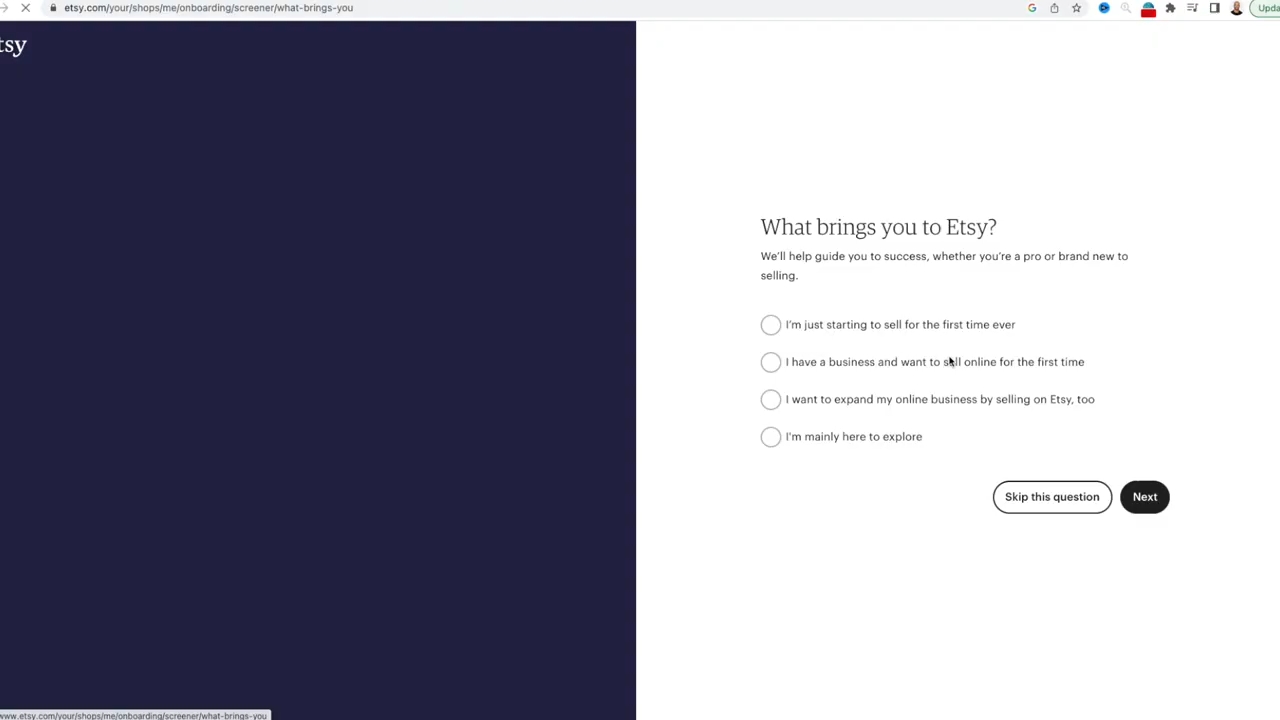 etsy.com/your/shops/me/onboarding/screener/what-brings-you
Upda
tsy
What brings you to Etsy?
We'll help guide you to success, whether you're a pro or brand new to
selling.
I'm just starting to sell for the first time ever
I have a business and want to sell online for the first time
I want to expand my online business by selling on Etsy, too
I'm mainly here to explore
Skip this question
Next
www.etsy.com/your/shops/me/onboarding/screener/what-brings-you